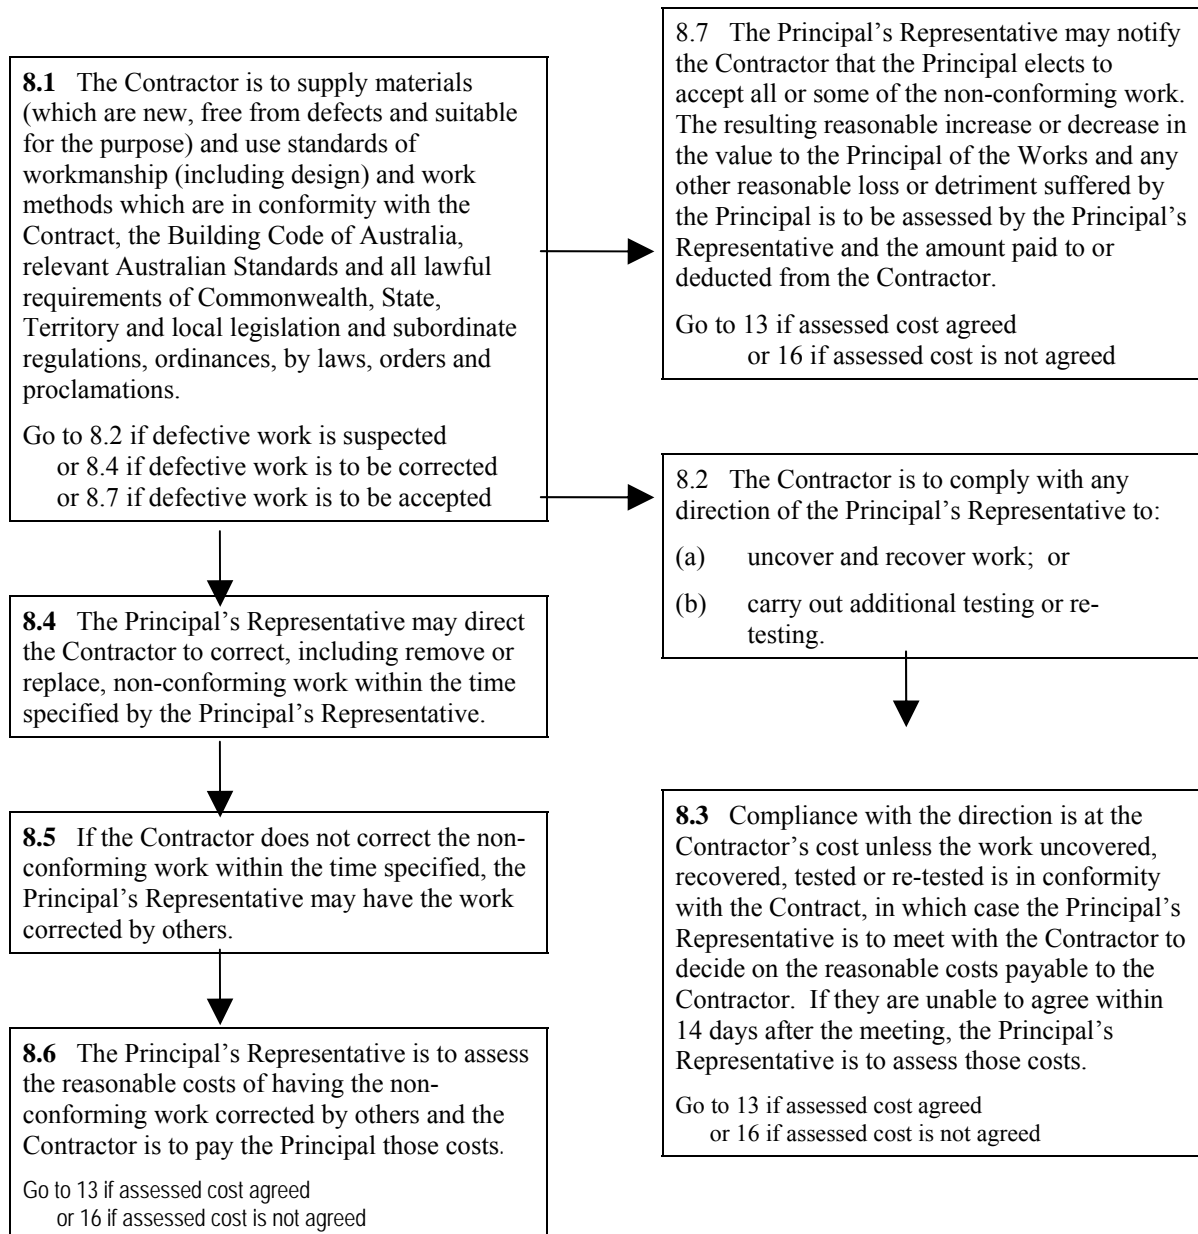 8.1 The Contractor is to supply materials
(which are new, free from defects and suitable
for the purpose) and use standards of
workmanship (including design) and work
methods which are in conformity with the
Contract, the Building Code of Australia,
relevant Australian Standards and all lawful
requirements of Commonwealth, State,
Territory and local legislation and subordinate
regulations, ordinances, by laws, orders and
proclamations.
Go to 8.2 if defective work is suspected
or 8.4 if defective work is to be corrected
or 8.7 if defective work is to be accepted
8.7 The Principal’s Representative may notify
the Contractor that the Principal elects to
accept all or some of the non-conforming work.
The resulting reasonable increase or decrease in
the value to the Principal of the Works and any
other reasonable loss or detriment suffered by
the Principal is to be assessed by the Principal’s
Representative and the amount paid to or
deducted from the Contractor.
Go to 13 if assessed cost agreed
or 16 if assessed cost is not agreed
8.2 The Contractor is to comply with any
direction of the Principal’s Representative to:
(a) uncover and recover work; or
(b) carry out additional testing or re-
testing.
8.4 The Principal’s Representative may direct
the Contractor to correct, including remove or
replace, non-conforming work within the time
specified by the Principal’s Representative.
8.5 If the Contractor does not correct the non-
conforming work within the time specified, the
Principal’s Representative may have the work
corrected by others.
8.3 Compliance with the direction is at the
Contractor’s cost unless the work uncovered,
recovered, tested or re-tested is in conformity
with the Contract, in which case the Principal’s
Representative is to meet with the Contractor to
decide on the reasonable costs payable to the
Contractor. If they are unable to agree within
14 days after the meeting, the Principal’s
Representative is to assess those costs.
Go to 13 if assessed cost agreed
or 16 if assessed cost is not agreed
8.6 The Principal’s Representative is to assess
the reasonable costs of having the non-
conforming work corrected by others and the
Contractor is to pay the Principal those costs.
Go to 13 if assessed cost agreed
or 16 if assessed cost is not agreed